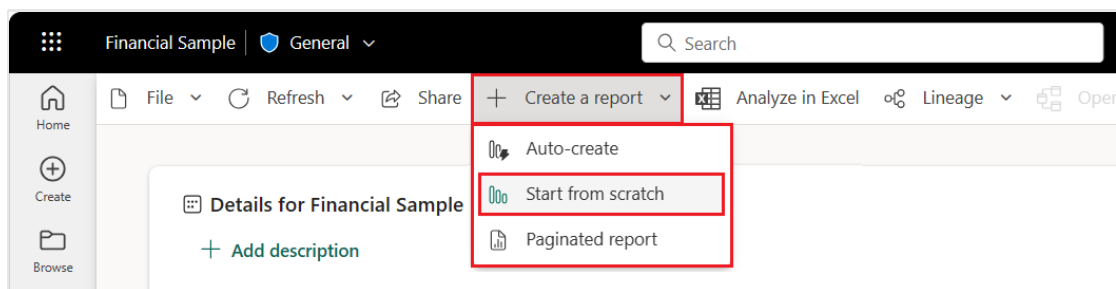 Financial Sample General
Search
File Refresh Share Create a report Analyze in Excel Lineage
Home
Auto-create
Create
Start from scratch
Details for Financial Sample
Paginated report
Add description
Browse